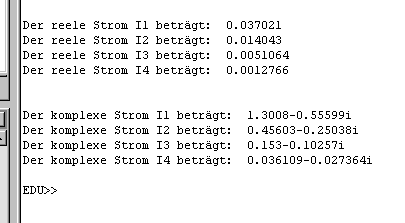 Der reele Strom I1 beträgt:  0.037021
Der reele Strom I2 beträgt:  0.014043
Der reele Strom I3 beträgt:  0.0051064
Der reele Strom I4 beträgt:  0.0012766
Der komplexe Strom I1 beträgt:  1.3008-0.55599i
Der komplexe Strom I2 beträgt:  0.45603-0.25038i
Der komplexe Strom I3 beträgt:  0.153-0.10257i
Der komplexe Strom I4 beträgt:  0.036109-0.027364i
EDU>>